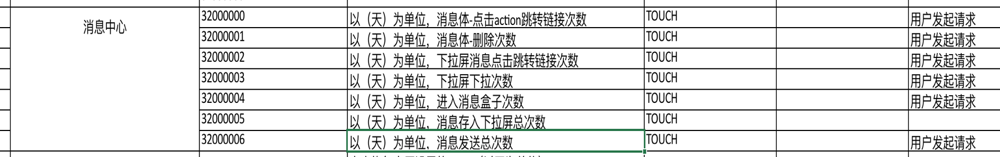 消息中心
32000000 以（天）为单位，消息体-点击action跳转链接次数 TOUCH 用户发起请求
32000001 以（天）为单位，消息体-删除次数 TOUCH 用户发起请求
32000002 以（天）为单位，下拉屏消息点击跳转链接次数 TOUCH 用户发起请求
32000003 以（天）为单位，下拉屏下拉次数 TOUCH 用户发起请求
32000004 以（天）为单位，进入消息盒子次数 TOUCH 用户发起请求
32000005 以（天）为单位，消息存入下拉屏总次数 TOUCH
32000006 以（天）为单位，消息发送总次数 TOUCH 用户发起请求